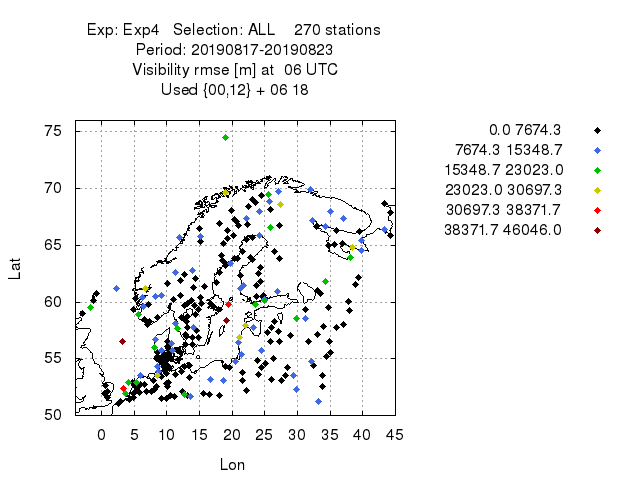 Exp: Exp4   Selection: ALL    270 stations
Period: 20190817-20190823
Visibility rmse [m] at  06 UTC
Used {00,12} + 06 18
0.0 7674.3
7674.3 15348.7
15348.7 23023.0
23023.0 30697.3
30697.3 38371.7
38371.7 46046.0
75
70
65
60
55
50
Lat
0 5 10 15 20 25 30 35 40 45
Lon